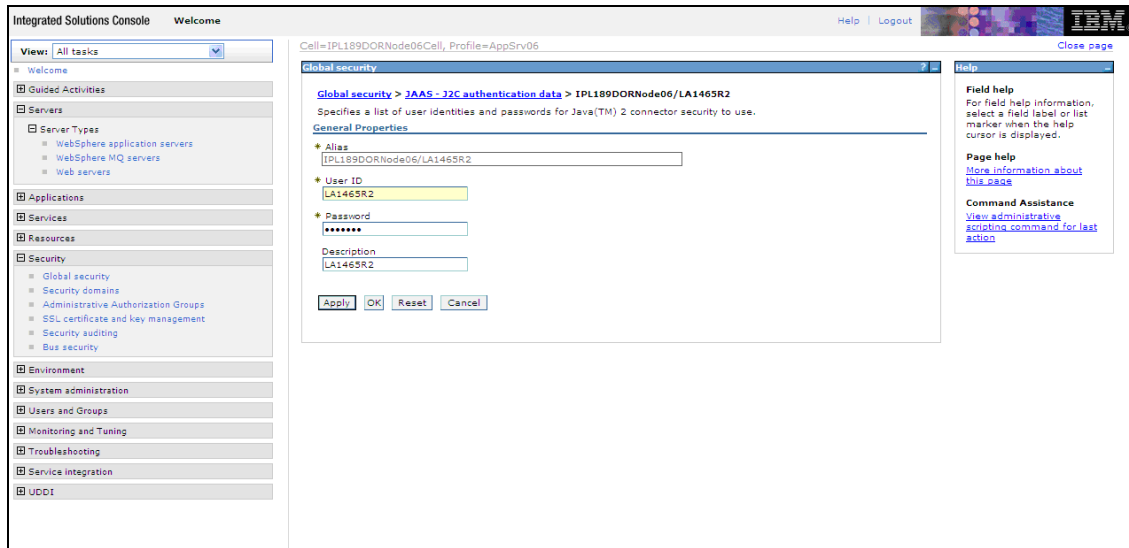 Integrated Solutions Console Welcome Help | Logout IBM
View: All tasks
Cell=IPL189DORNode06Cell, Profile=AppSrv06 Close page
Welcome
Guided Activities
Servers
Server Types
WebSphere application servers
WebSphere MQ servers
Web servers
Applications
Services
Resources
Security
Global security
Security domains
Administrative Authorization Groups
SSL certificate and key management
Security auditing
Bus security
Environment
System administration
Users and Groups
Monitoring and Tuning
Troubleshooting
Service integration
UDDI
Global security ? -
Global security > JAAS - J2C authentication data > IPL189DORNode06/LA1465R2
Specifies a list of user identities and passwords for Java(TM) 2 connector security to use.
General Properties
* Alias
IPL189DORNode06/LA1465R2
* User ID
LA1465R2
* Password
•••••••
Description
LA1465R2
Apply OK Reset Cancel
Help -
Field help
For field help information,
select a field label or list
marker when the help
cursor is displayed.
Page help
More information about
this page
Command Assistance
View administrative
scripting command for last
action